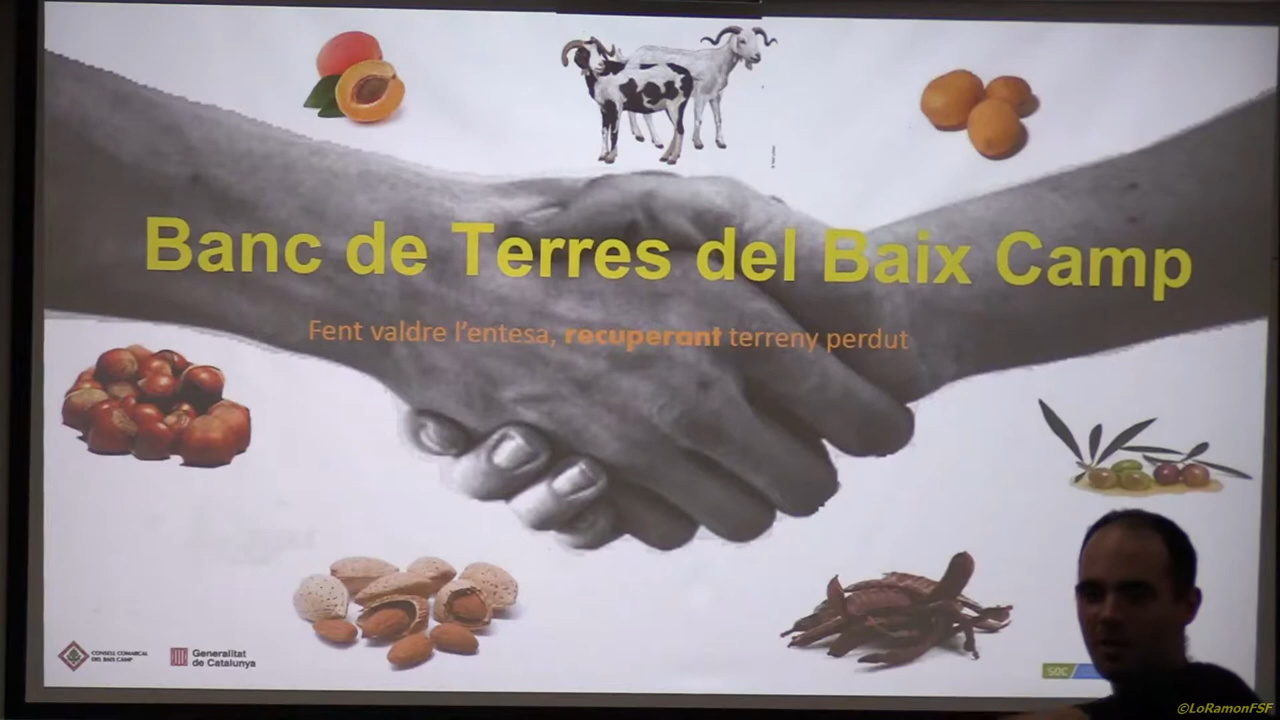 Banc de Terres del Baix Camp
Fent valdre l'entesa, recuperant terreny perdut
CONSELL COMARCAL
DEL BAIX CAMP
Generalitat
de Catalunya
SOC
©LoRamonFSF